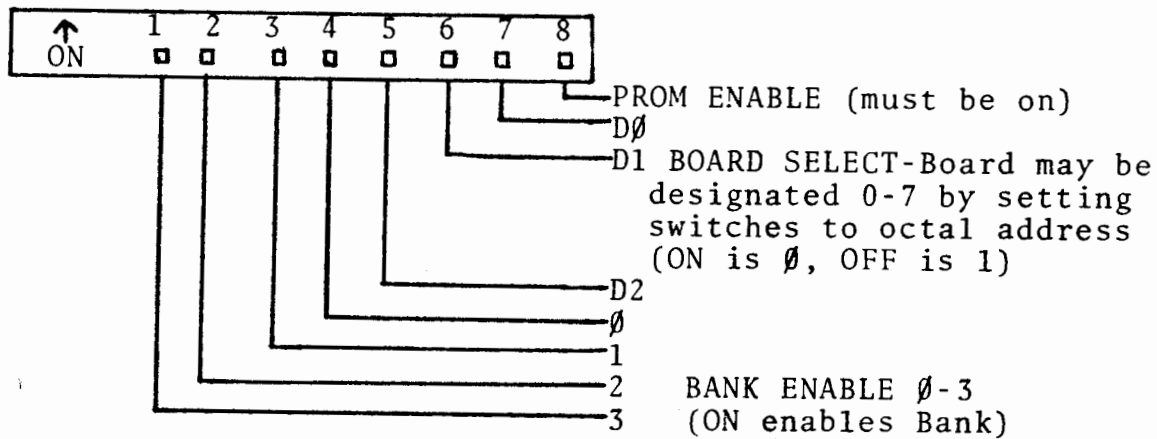 1 2 3 4 5 6 7 8
↑
ON
PROM ENABLE (must be on)
DØ
D1 BOARD SELECT-Board may be
designated 0-7 by setting
switches to octal address
(ON is Ø, OFF is 1)
D2
Ø
1
2 BANK ENABLE Ø-3
3 (ON enables Bank)